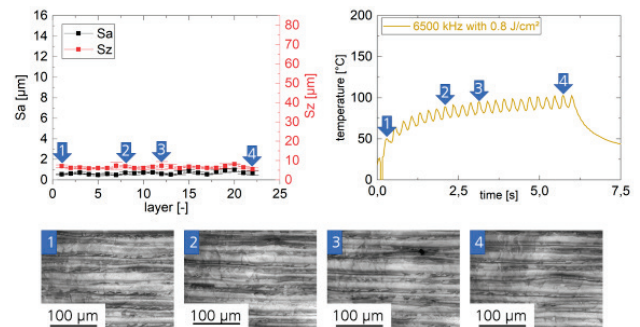 Sa
Sz
Sa [µm]
16
14
12
10
8
6
4
2
0
Sz [µm]
80
70
60
50
40
30
20
10
0
1
2
3
4
0 5 10 15 20 25
layer [-]
6500 kHz with 0.8 J/cm²
temperature [°C]
200
150
100
50
0
1
2
3
4
0,0 2,5 5,0 7,5
time [s]
1
100 µm
2
100 µm
3
100 µm
4
100 µm